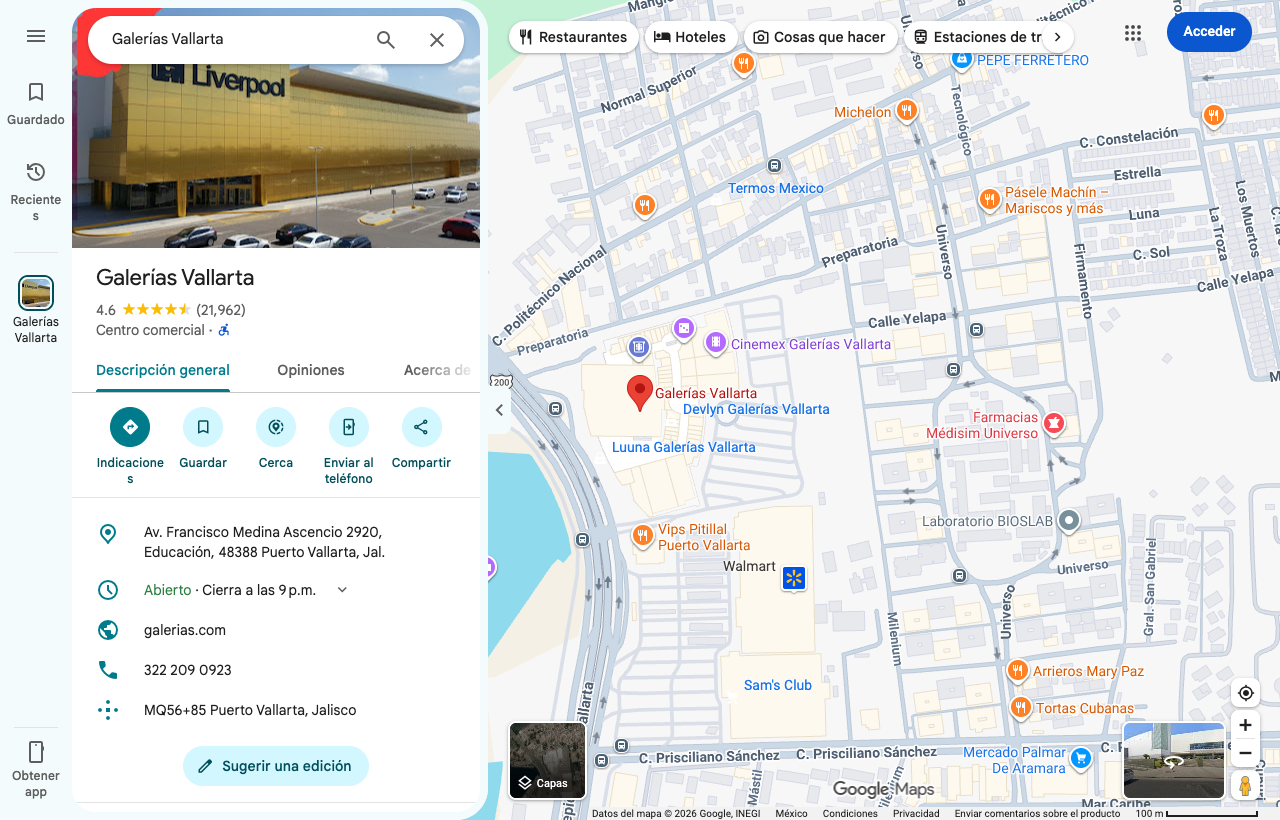 Galerías Vallarta
Guardado
Reciente
s
Galerías
Vallarta
Obtener
app
Liverpool
Galerías Vallarta
4.6
(21,962)
Centro comercial ·
Descripción general
Opiniones
Acerca de
Indicacione
s
Guardar
Cerca
Enviar al
teléfono
Compartir
Av. Francisco Medina Ascencio 2920,
Educación, 48388 Puerto Vallarta, Jal.
Abierto · Cierra a las 9 p.m.
galerias.com
322 209 0923
MQ56+85 Puerto Vallarta, Jalisco
Sugerir una edición
Restaurantes
Hoteles
Cosas que hacer
Estaciones de tr
Acceder
PEPE FERRETERO
Normal Superior
Michelon
Tecnológico
C. Constelación
Termos Mexico
Estrella
Pásele Machín –
Mariscos y más
Luna
Los Muertos
La Troza
Universo
Preparatoria
C. Sol
Firmamento
C. Politécnico Nacional
Calle Yelapa
Calle Yelapa
Preparatoria
Cinemex Galerías Vallarta
200
Galerías Vallarta
Devlyn Galerías Vallarta
Farmacias
Médisim Universo
Luuna Galerías Vallarta
Laboratorio BIOSLAB
Vips Pitillal
Puerto Vallarta
Walmart
Universo
Gral. San Gabriel
Universo
Milenium
Arrieros Mary Paz
Sam's Club
Tortas Cubanas
C. Prisciliano Sánchez
C. Prisciliano Sánchez
Mercado Palmar
De Aramara
Mástil
Milenium
Mar Caribe
Capas
Google Maps
Datos del mapa © 2026 Google, INEGI
México
Condiciones
Privacidad
Enviar comentarios sobre el producto
100 m